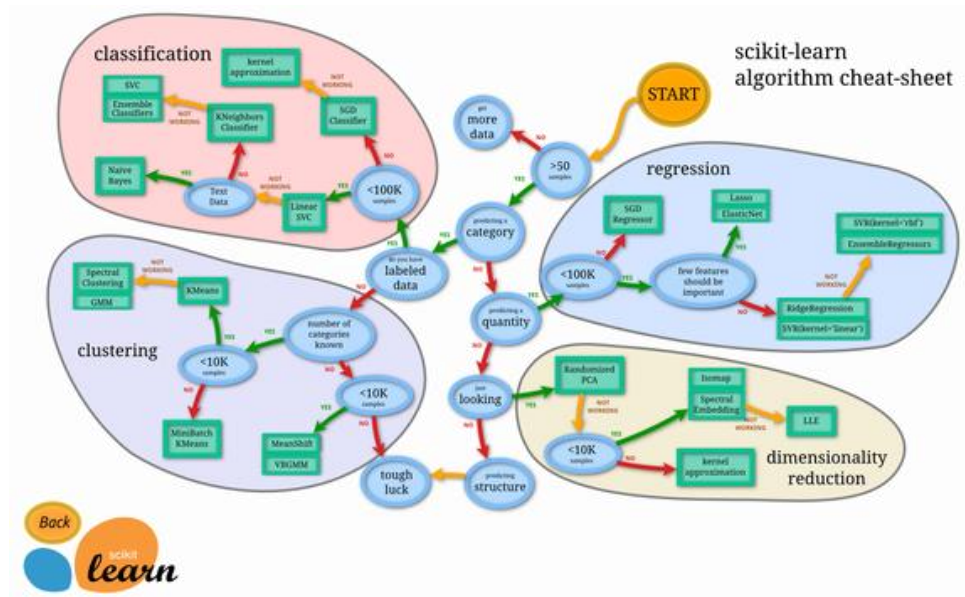 scikit-learn
algorithm cheat-sheet
START
>50
samples
NO
get
more
data
YES
predicting a
category
YES
NO
do you have
labeled
data
YES
NO
predicting a
quantity
YES
NO
just
looking
YES
NO
predicting
structure
tough
luck
classification
<100K
samples
YES
NO
Linear
SVC
NOT
WORKING
Text
Data
YES
NO
Naive
Bayes
KNeighbors
Classifier
NOT
WORKING
SVC
Ensemble
Classifiers
SGD
Classifier
NOT
WORKING
kernel
approximation
regression
<100K
samples
NO
YES
SGD
Regressor
few features
should be
important
YES
NO
Lasso
ElasticNet
RidgeRegression
SVR(kernel='linear')
NOT
WORKING
SVR(kernel='rbf')
EnsembleRegressors
clustering
number of
categories
known
YES
NO
<10K
samples
YES
NO
KMeans
NOT
WORKING
Spectral
Clustering
GMM
MiniBatch
KMeans
<10K
samples
YES
NO
MeanShift
VBGMM
dimensionality
reduction
Randomized
PCA
NOT
WORKING
<10K
samples
YES
NO
Isomap
Spectral
Embedding
NOT
WORKING
LLE
kernel
approximation
Back
scikit
learn